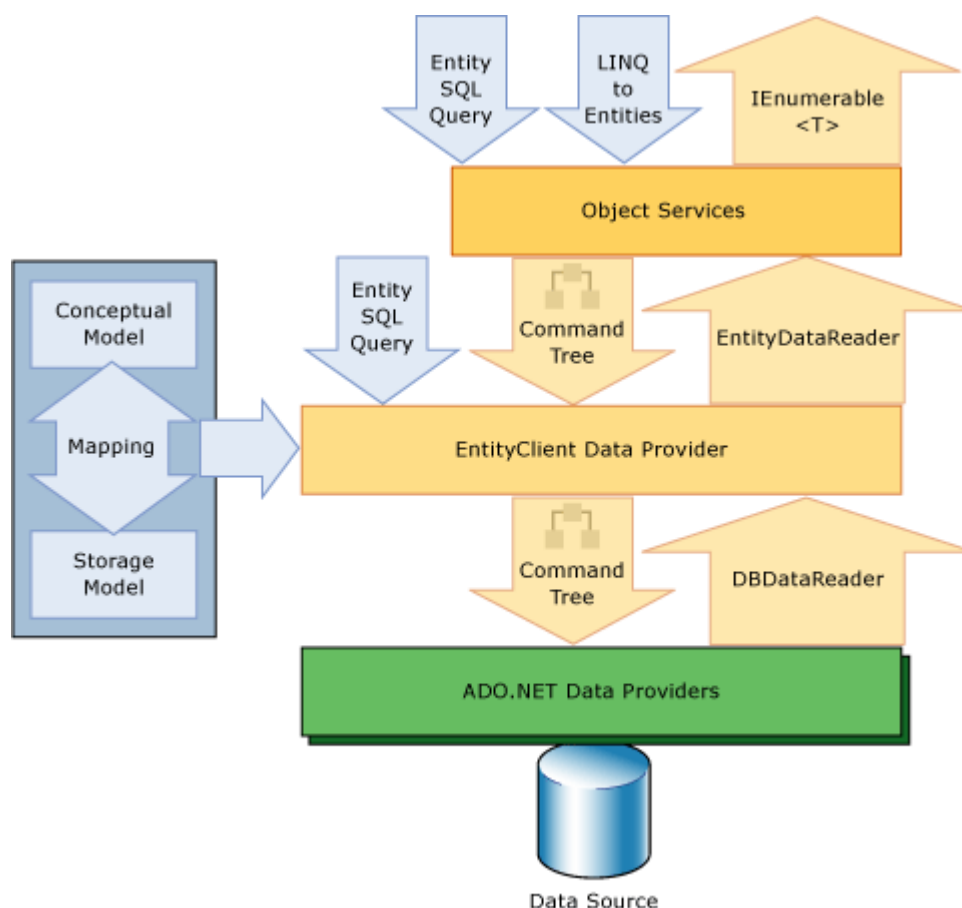 Entity
SQL
Query
LINQ
to
Entities
IEnumerable
<T>
Object Services
Conceptual
Model
Mapping
Storage
Model
Entity
SQL
Query
Command
Tree
EntityDataReader
EntityClient Data Provider
Command
Tree
DBDataReader
ADO.NET Data Providers
Data Source